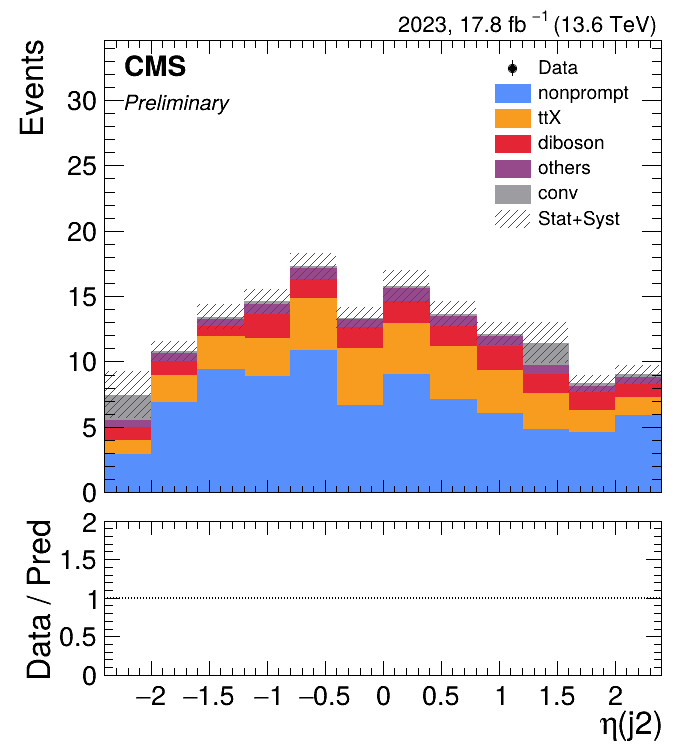 2023, 17.8 fb⁻¹ (13.6 TeV)
CMS
Preliminary
Events
30
25
20
15
10
5
0
Data
nonprompt
ttX
diboson
others
conv
Stat+Syst
Data / Pred
2
1.5
1
0.5
0
−2 −1.5 −1 −0.5 0 0.5 1 1.5 2
η(j2)